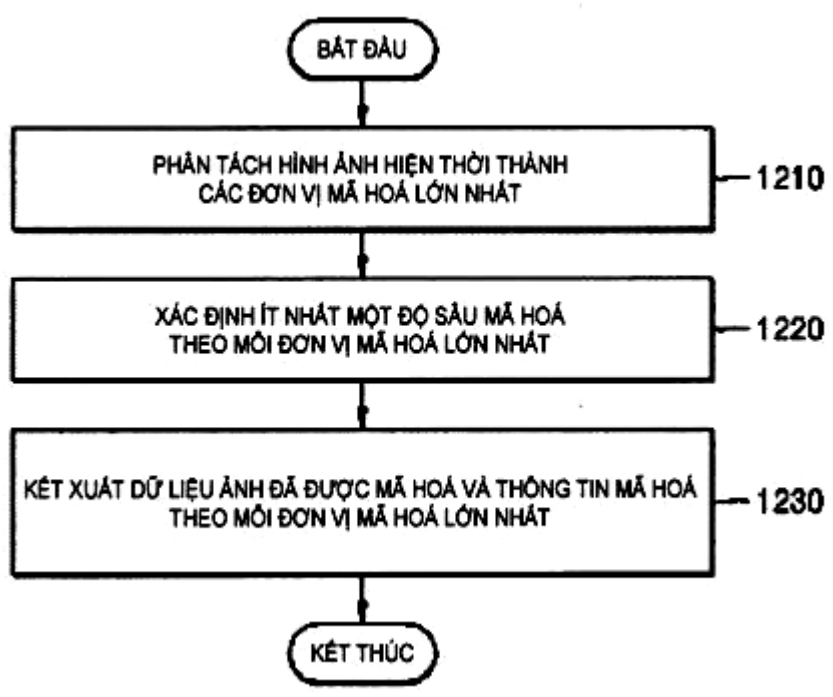 BẮT ĐẦU
PHÂN TÁCH HÌNH ẢNH HIỆN THỜI THÀNH
CÁC ĐƠN VỊ MÃ HOÁ LỚN NHẤT
1210
XÁC ĐỊNH ÍT NHẤT MỘT ĐỘ SÂU MÃ HOÁ
THEO MỖI ĐƠN VỊ MÃ HOÁ LỚN NHẤT
1220
KẾT XUẤT DỮ LIỆU ẢNH ĐÃ ĐƯỢC MÃ HOÁ VÀ THÔNG TIN MÃ HOÁ
THEO MỖI ĐƠN VỊ MÃ HOÁ LỚN NHẤT
1230
KẾT THÚC